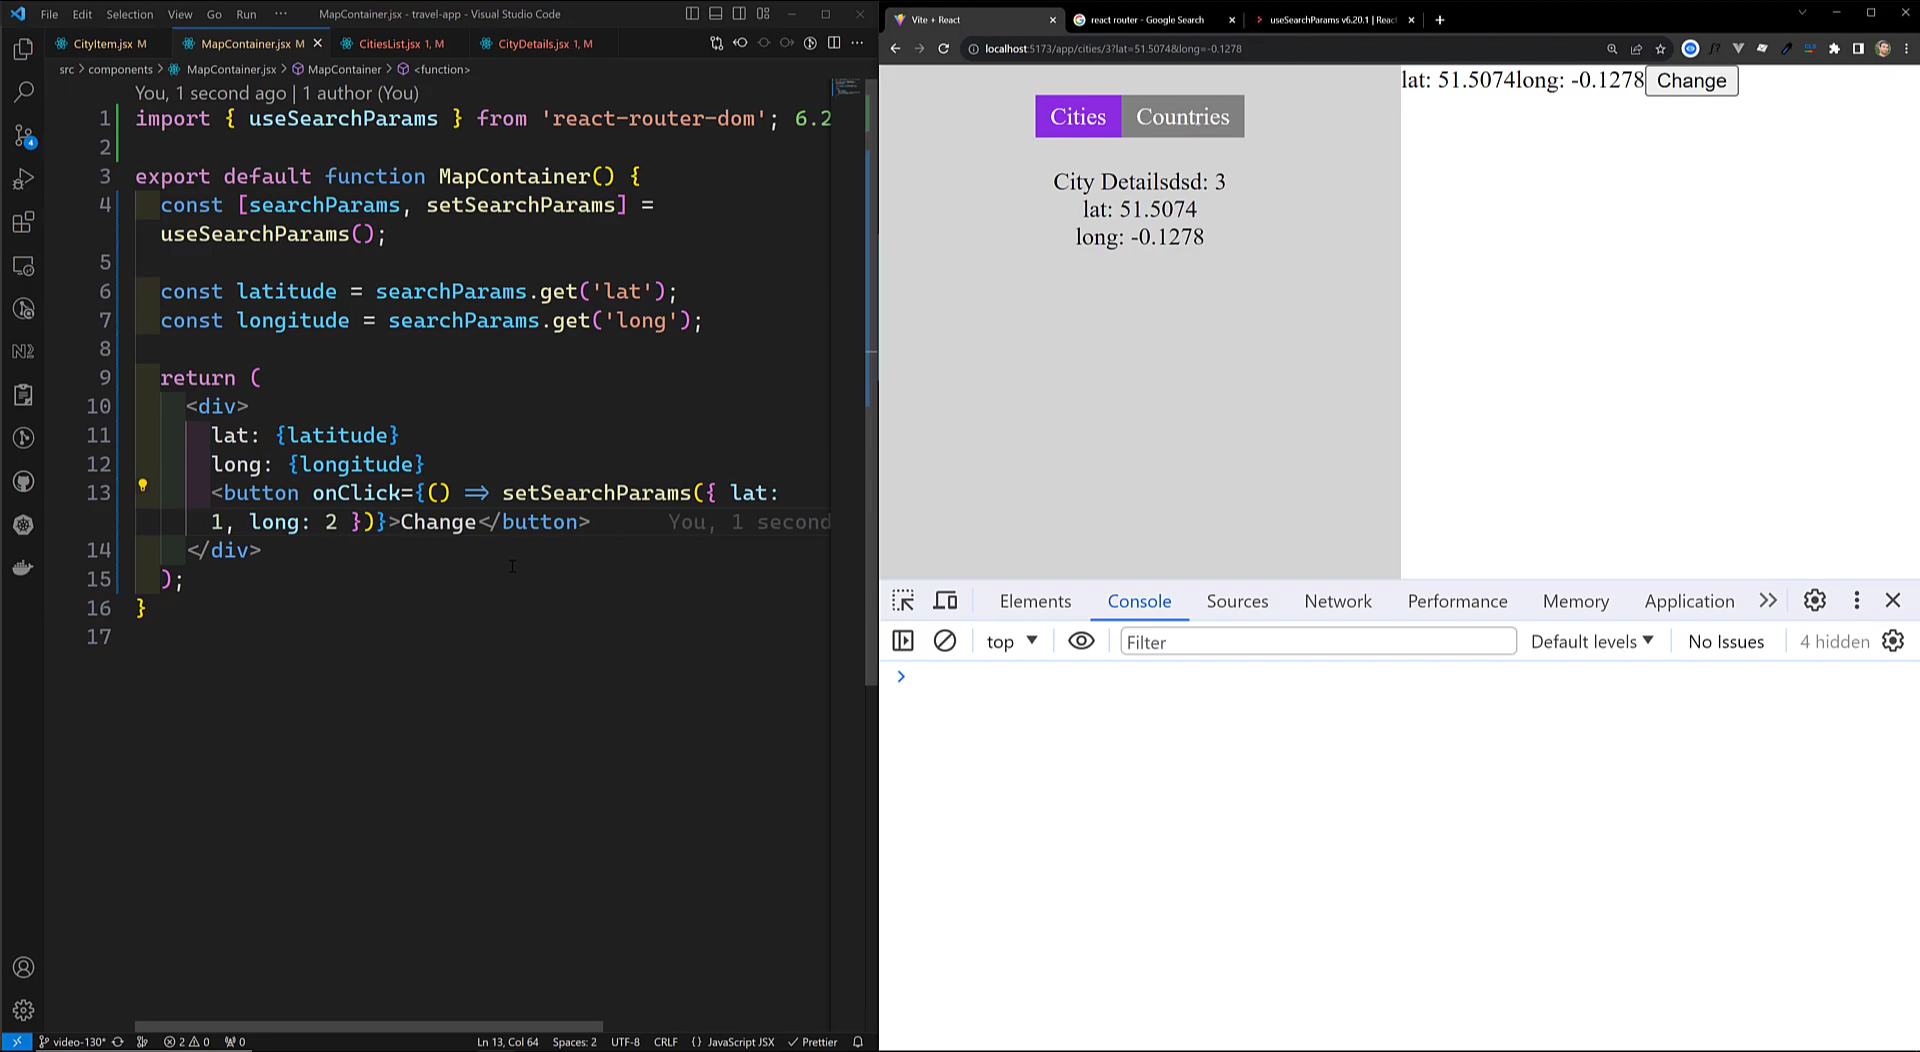 File Edit Selection View Go Run ··· MapContainer.jsx - travel-app - Visual Studio Code
CityItem.jsx M MapContainer.jsx M CitiesList.jsx 1, M CityDetails.jsx 1, M
src > components > MapContainer.jsx > MapContainer > <function>
You, 1 second ago | 1 author (You)
1 import { useSearchParams } from 'react-router-dom'; 6.2
2
3 export default function MapContainer() {
4 const [searchParams, setSearchParams] =
useSearchParams();
5
6 const latitude = searchParams.get('lat');
7 const longitude = searchParams.get('long');
8
9 return (
10 <div>
11 lat: {latitude}
12 long: {longitude}
13 <button onClick={() => setSearchParams({ lat:
1, long: 2 })}>Change</button> You, 1 second
14 </div>
15 );
16 }
17
video-130* 2 0 0 Ln 13, Col 64 Spaces: 2 UTF-8 CRLF {} JavaScript JSX Prettier
Vite + React react router - Google Search useSearchParams v6.20.1 | Reac
localhost:5173/app/cities/3?lat=51.5074&long=-0.1278
Cities Countries
City Detailsdsd: 3
lat: 51.5074
long: -0.1278
lat: 51.5074long: -0.1278 Change
Elements Console Sources Network Performance Memory Application
top Filter Default levels No Issues 4 hidden